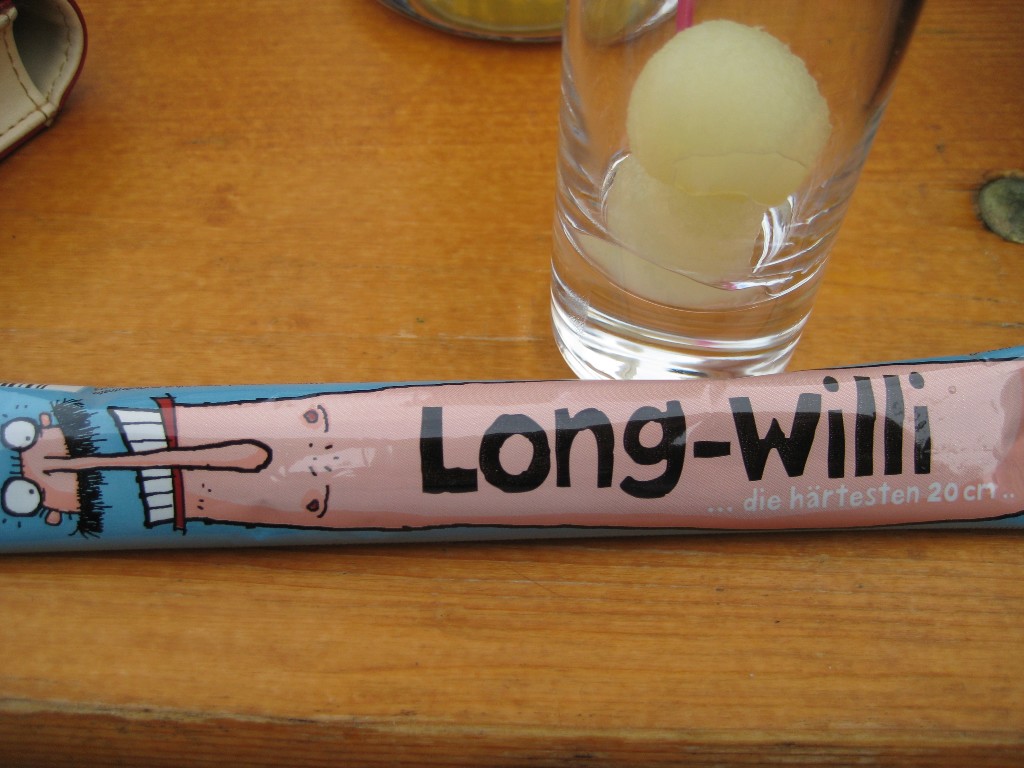 Long-Willi
... die härtesten 20 cm ..